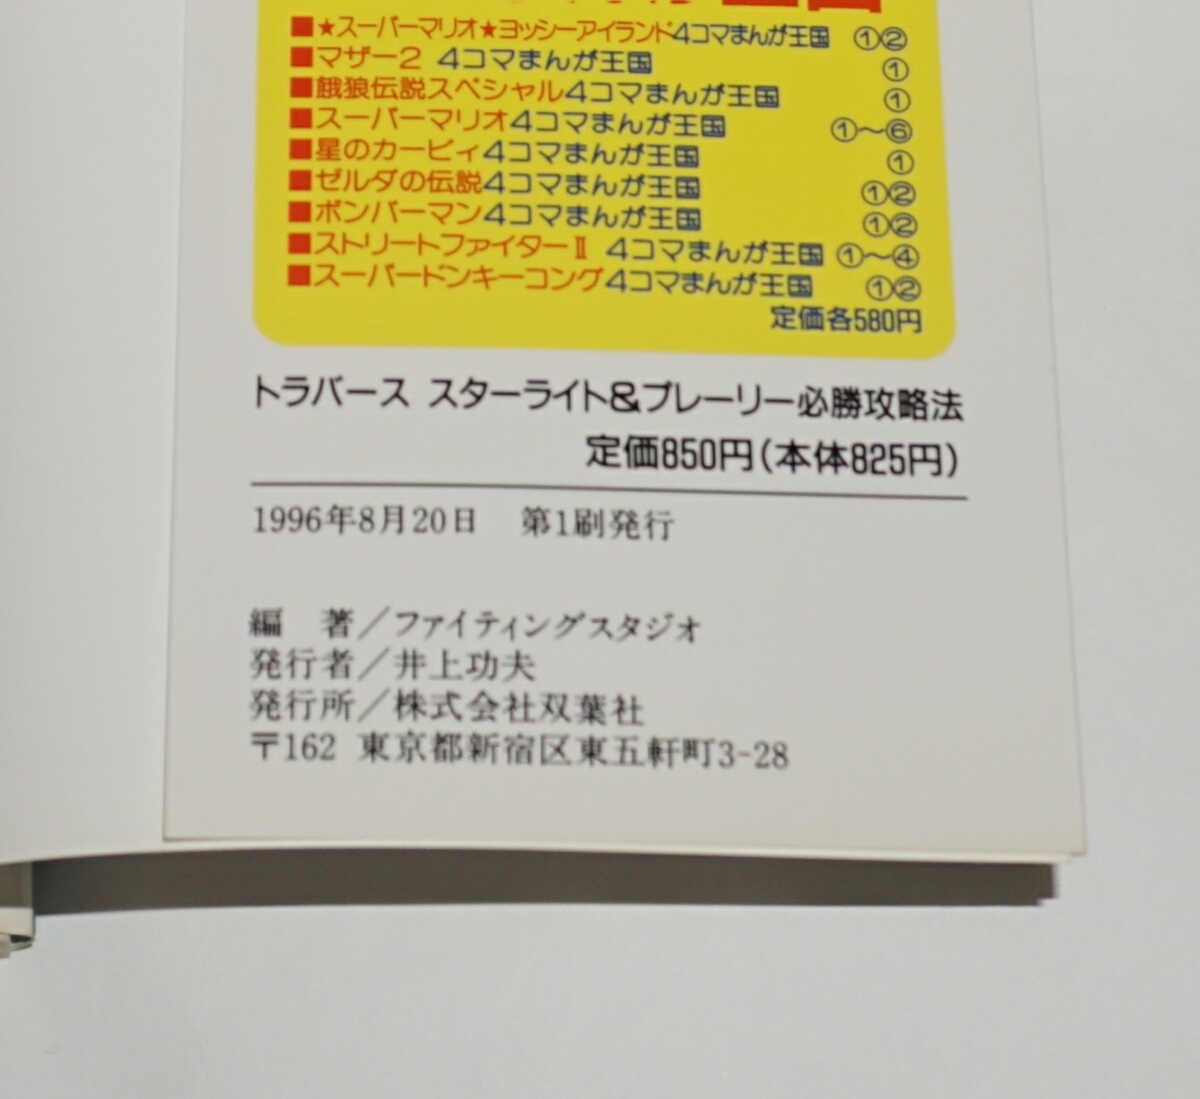 ■★スーパーマリオ★ヨッシーアイランド4コマまんが王国 ①②
■マザー2 4コマまんが王国 ①
■餓狼伝説スペシャル4コマまんが王国 ①
■スーパーマリオ4コマまんが王国 ①〜⑥
■星のカービィ4コマまんが王国 ①
■ゼルダの伝説4コマまんが王国 ①②
■ボンバーマン4コマまんが王国 ①②
■ストリートファイターⅡ 4コマまんが王国 ①〜④
■スーパードンキーコング4コマまんが王国 ①②
定価各580円
トラバース スターライト&プレーリー必勝攻略法
定価850円(本体825円)
1996年8月20日 第1刷発行
編 著/ファイティングスタジオ
発行者/井上功夫
発行所/株式会社双葉社
〒162 東京都新宿区東五軒町3-28